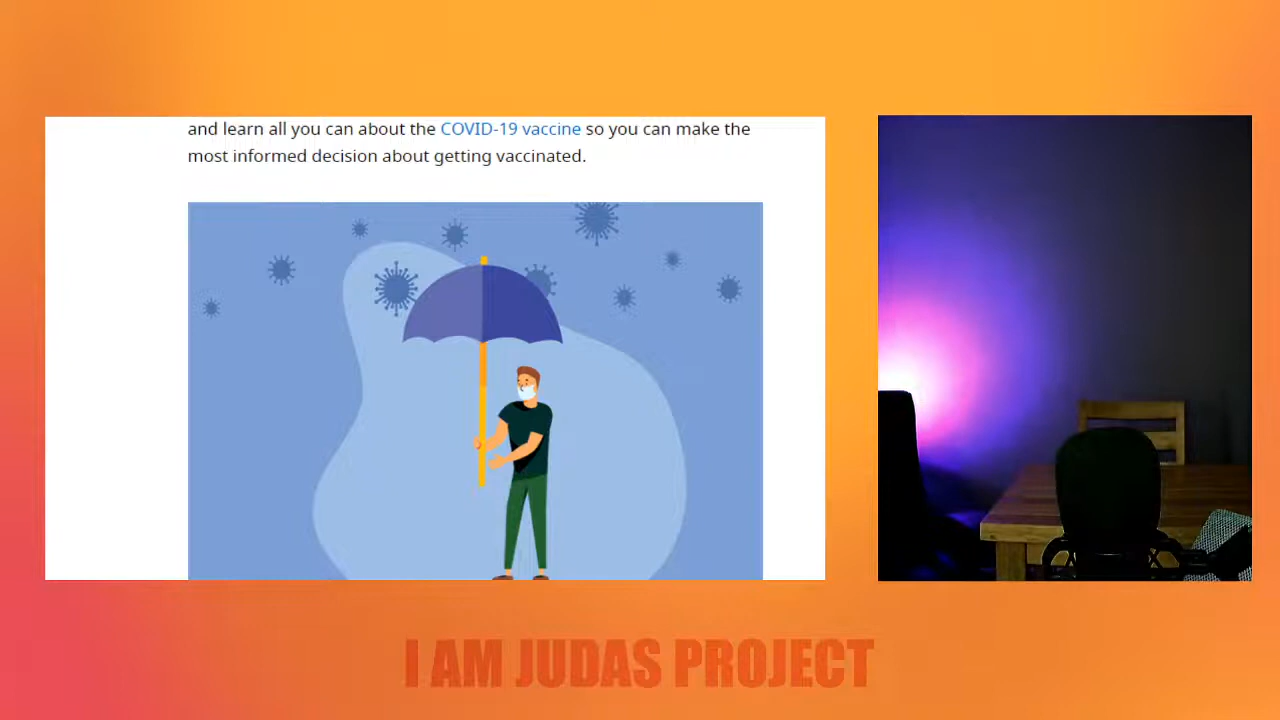 and learn all you can about the COVID-19 vaccine so you can make the
most informed decision about getting vaccinated.
I AM JUDAS PROJECT